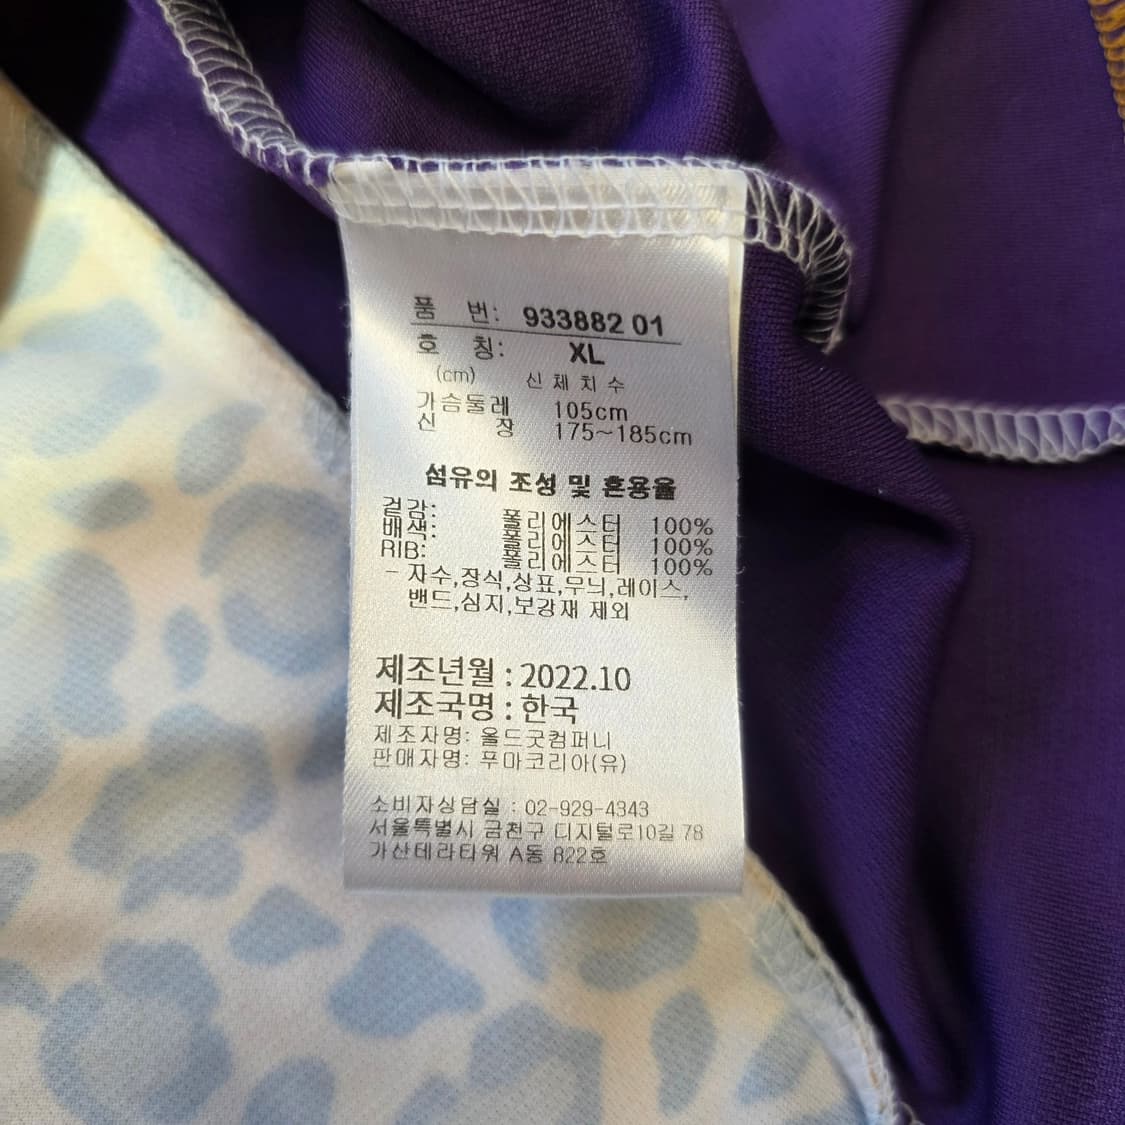 품 번: 933882 01
호 칭: XL
(cm) 신체치수
가슴둘레 105cm
신 장 175~185cm
섬유의 조성 및 혼용율
겉감: 폴리에스터 100%
배색: 폴리에스터 100%
RIB: 폴리에스터 100%
- 자수,장식,상표,무늬,레이스,
밴드,심지,보강재 제외
제조년월 : 2022.10
제조국명 : 한국
제조자명: 올드굿컴퍼니
판매자명: 푸마코리아(유)
소비자상담실 : 02-929-4343
서울특별시 금천구 디지털로10길 78
가산테라타워 A동 822호